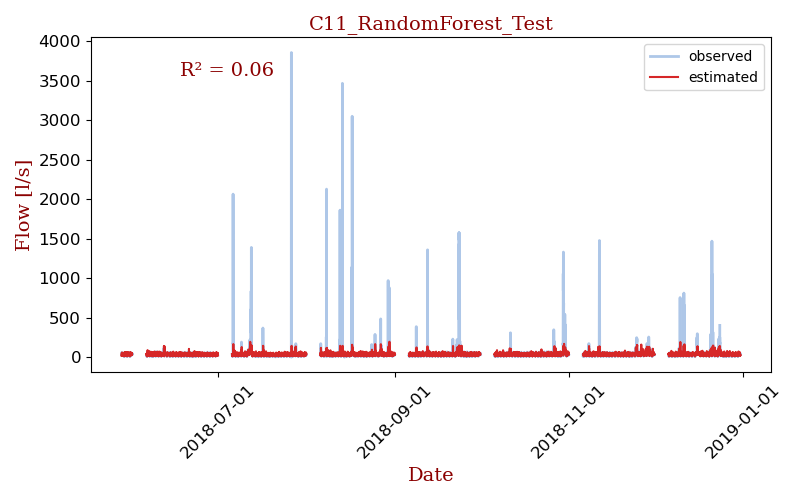 C11_RandomForest_Test
R² = 0.06
observed
estimated
Flow [l/s]
4000
3500
3000
2500
2000
1500
1000
500
0
2018-07-01
2018-09-01
2018-11-01
2019-01-01
Date